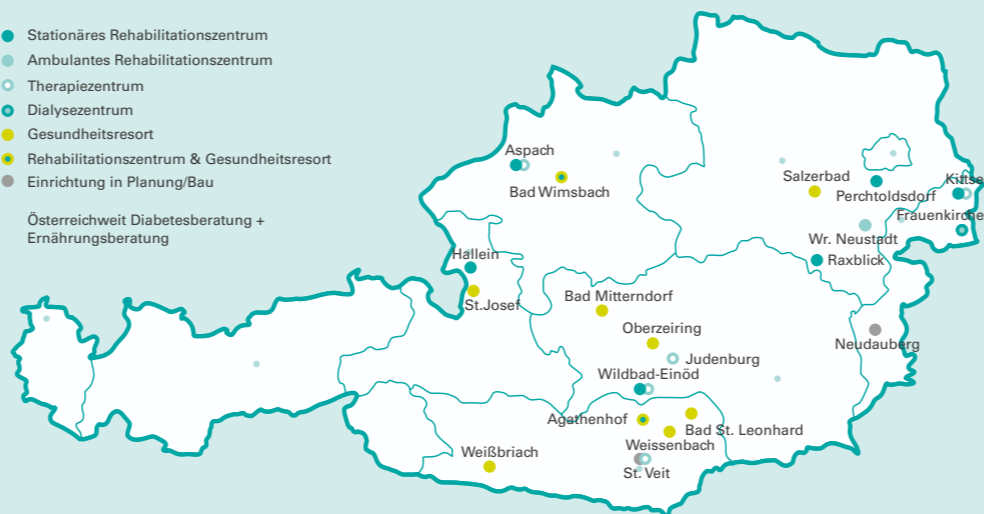 Stationäres Rehabilitationszentrum
Ambulantes Rehabilitationszentrum
Therapiezentrum
Dialysezentrum
Gesundheitsresort
Rehabilitationszentrum & Gesundheitsresort
Einrichtung in Planung/Bau
Österreichweit Diabetesberatung +
Ernährungsberatung
Aspach
Bad Wimsbach
Salzerbad
Perchtoldsdorf
Kittse
Frauenkirche
Wr. Neustadt
Raxblick
Hallein
St.Josef
Bad Mitterndorf
Oberzeiring
Judenburg
Neudauberg
Wildbad-Einöd
Agathenhof
Bad St. Leonhard
Weissenbach
Weißbriach
St. Veit